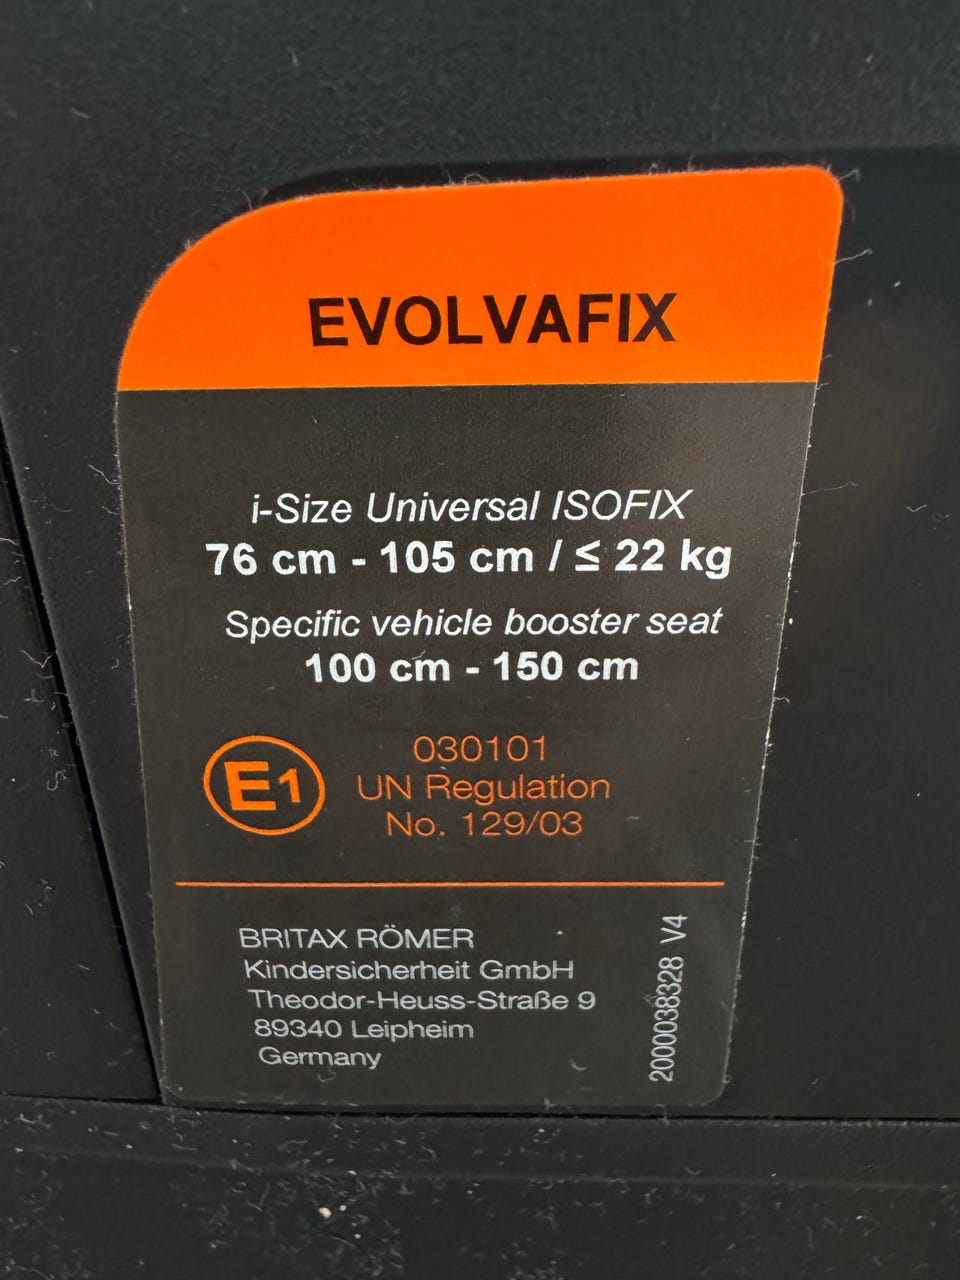 EVOLVAFIX
i-Size Universal ISOFIX
76 cm - 105 cm / ≤ 22 kg
Specific vehicle booster seat
100 cm - 150 cm
E1
030101
UN Regulation
No. 129/03
BRITAX RÖMER
Kindersicherheit GmbH
Theodor-Heuss-Straße 9
89340 Leipheim
Germany
2000038328 V4